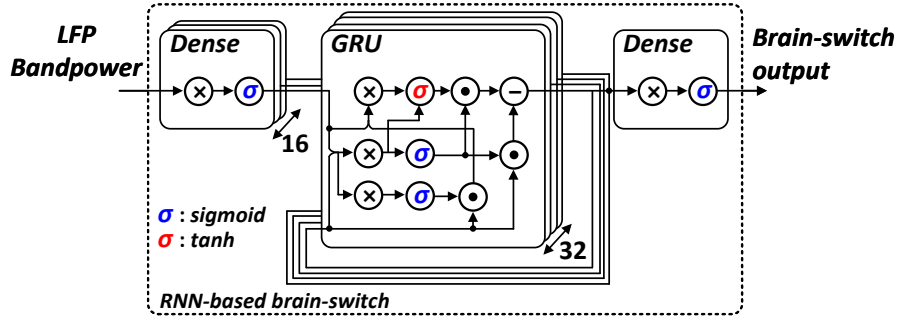 LFP
Bandpower
Dense
×
σ
16
GRU
×
σ
•
−
×
σ
•
×
σ
•
32
Dense
×
σ
Brain-switch
output
σ : sigmoid
σ : tanh
RNN-based brain-switch